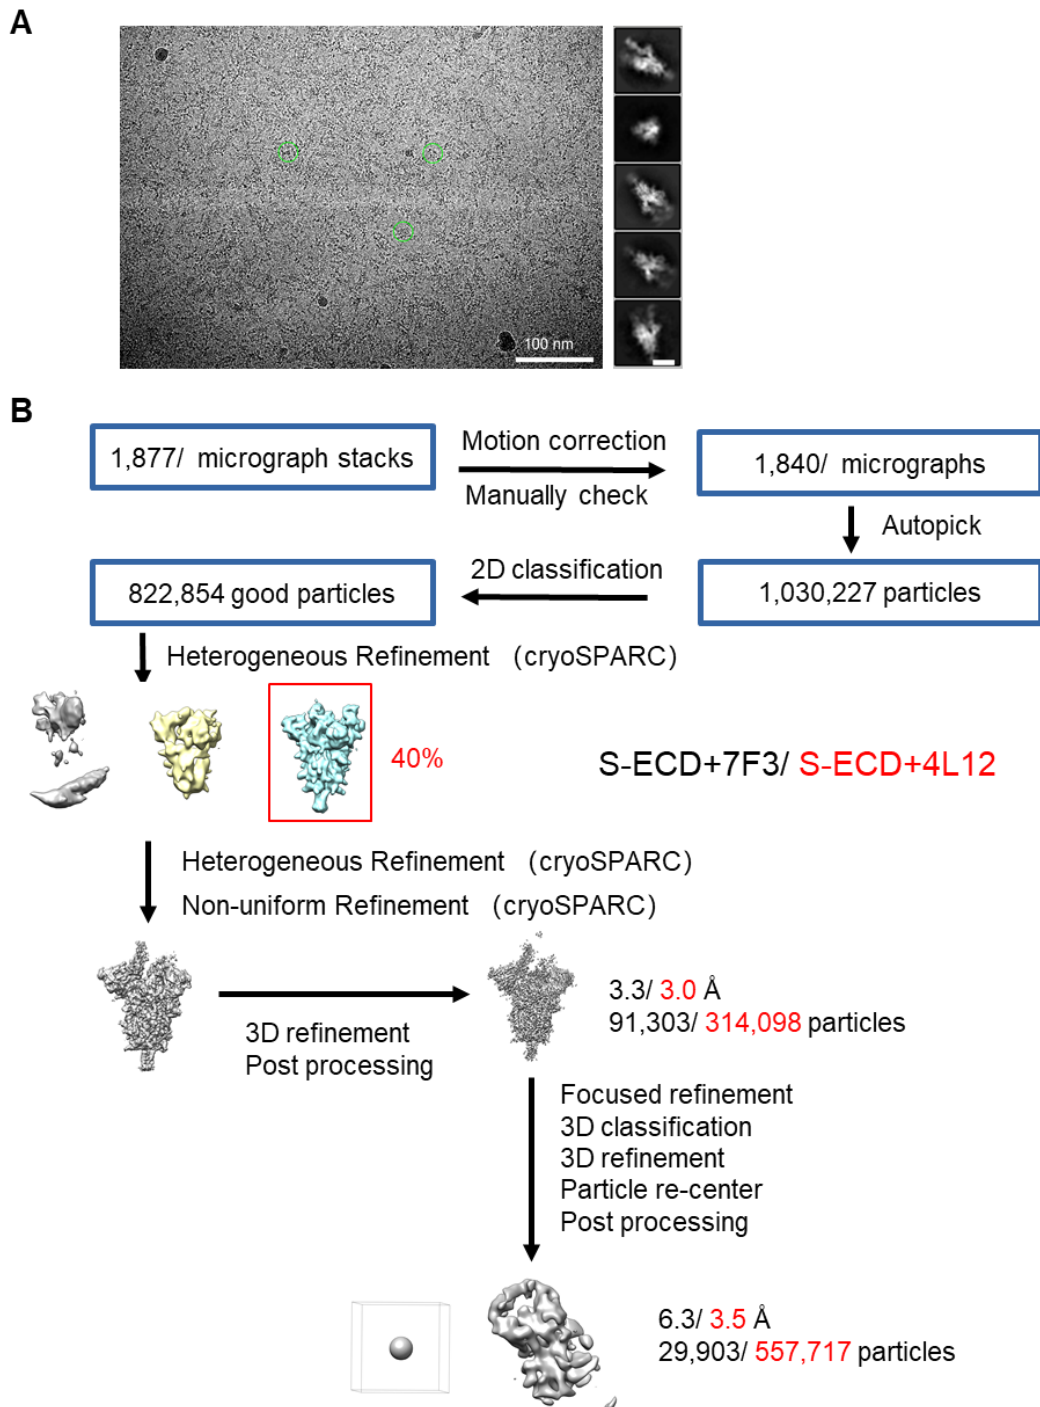 A
100 nm
B
1,877/ micrograph stacks
Motion correction
Manually check
1,840/ micrographs
Autopick
822,854 good particles
2D classification
1,030,227 particles
Heterogeneous Refinement (cryoSPARC)
40%
S-ECD+7F3/ S-ECD+4L12
Heterogeneous Refinement (cryoSPARC)
Non-uniform Refinement (cryoSPARC)
3D refinement
Post processing
3.3/ 3.0 Å
91,303/ 314,098 particles
Focused refinement
3D classification
3D refinement
Particle re-center
Post processing
6.3/ 3.5 Å
29,903/ 557,717 particles